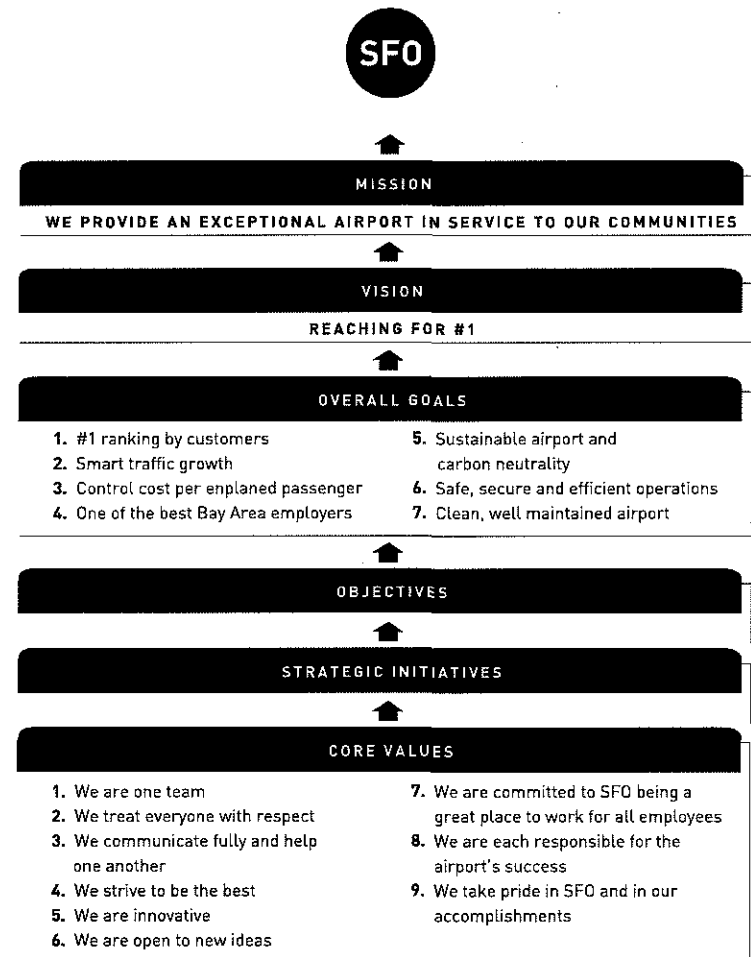 SFO
MISSION
WE PROVIDE AN EXCEPTIONAL AIRPORT IN SERVICE TO OUR COMMUNITIES
VISION
REACHING FOR #1
OVERALL GOALS
1. #1 ranking by customers
2. Smart traffic growth
3. Control cost per enplaned passenger
4. One of the best Bay Area employers
5. Sustainable airport and
carbon neutrality
6. Safe, secure and efficient operations
7. Clean, well maintained airport
OBJECTIVES
STRATEGIC INITIATIVES
CORE VALUES
1. We are one team
2. We treat everyone with respect
3. We communicate fully and help
one another
4. We strive to be the best
5. We are innovative
6. We are open to new ideas
7. We are committed to SFO being a
great place to work for all employees
8. We are each responsible for the
airport's success
9. We take pride in SFO and in our
accomplishments